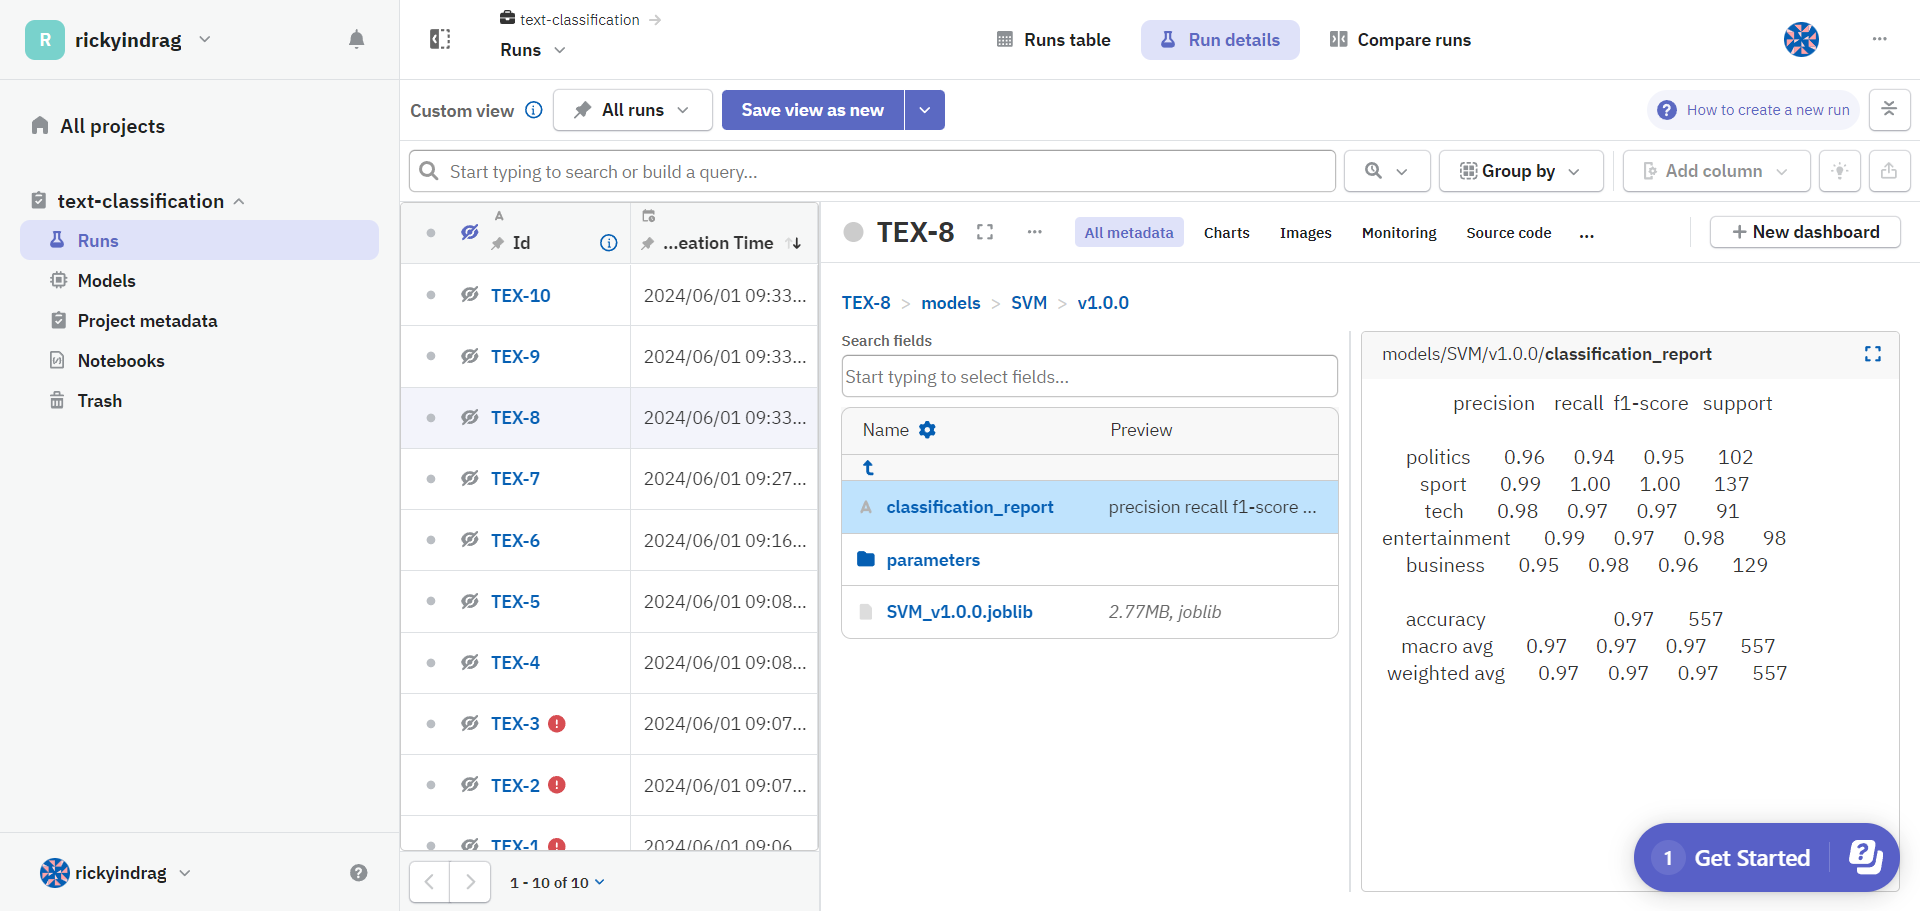 R
rickyindrag
All projects
text-classification
Runs
Models
Project metadata
Notebooks
Trash
rickyindrag
text-classification
Runs
Runs table
Run details
Compare runs
Custom view
All runs
Save view as new
How to create a new run
Start typing to search or build a query...
Group by
Add column
A
Id
...eation Time
TEX-10 2024/06/01 09:33...
TEX-9 2024/06/01 09:33...
TEX-8 2024/06/01 09:33...
TEX-7 2024/06/01 09:27...
TEX-6 2024/06/01 09:16...
TEX-5 2024/06/01 09:08...
TEX-4 2024/06/01 09:08...
TEX-3 2024/06/01 09:07...
TEX-2 2024/06/01 09:07...
TEX-1 2024/06/01 09:06
1 - 10 of 10
TEX-8
All metadata
Charts
Images
Monitoring
Source code
...
+ New dashboard
TEX-8 > models > SVM > v1.0.0
Search fields
Start typing to select fields...
Name Preview
A classification_report precision recall f1-score ...
parameters
SVM_v1.0.0.joblib 2.77MB, joblib
models/SVM/v1.0.0/classification_report
precision recall f1-score support
politics 0.96 0.94 0.95 102
sport 0.99 1.00 1.00 137
tech 0.98 0.97 0.97 91
entertainment 0.99 0.97 0.98 98
business 0.95 0.98 0.96 129
accuracy 0.97 557
macro avg 0.97 0.97 0.97 557
weighted avg 0.97 0.97 0.97 557
1 Get Started